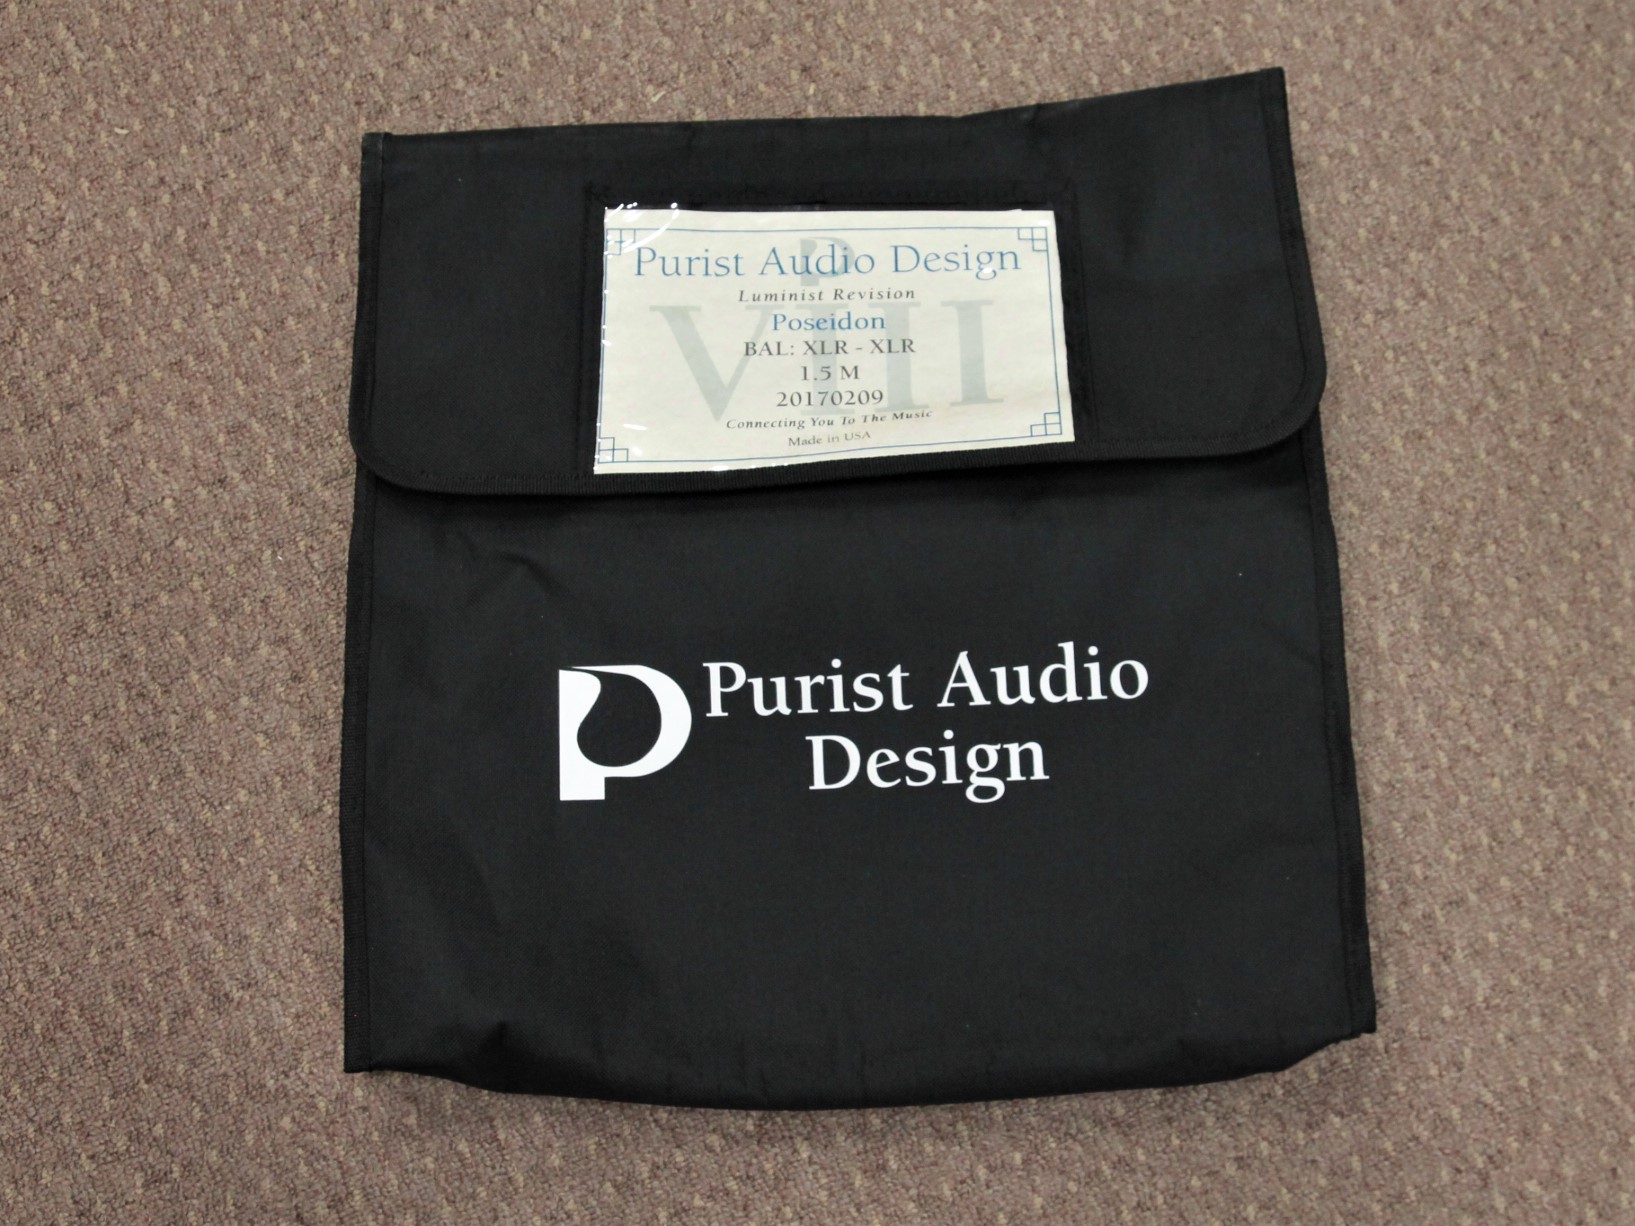 Purist Audio Design
Luminist Revision
VIII
Poseidon
BAL: XLR - XLR
1.5 M
20170209
Connecting You To The Music
Made in USA
P
Purist Audio
Design